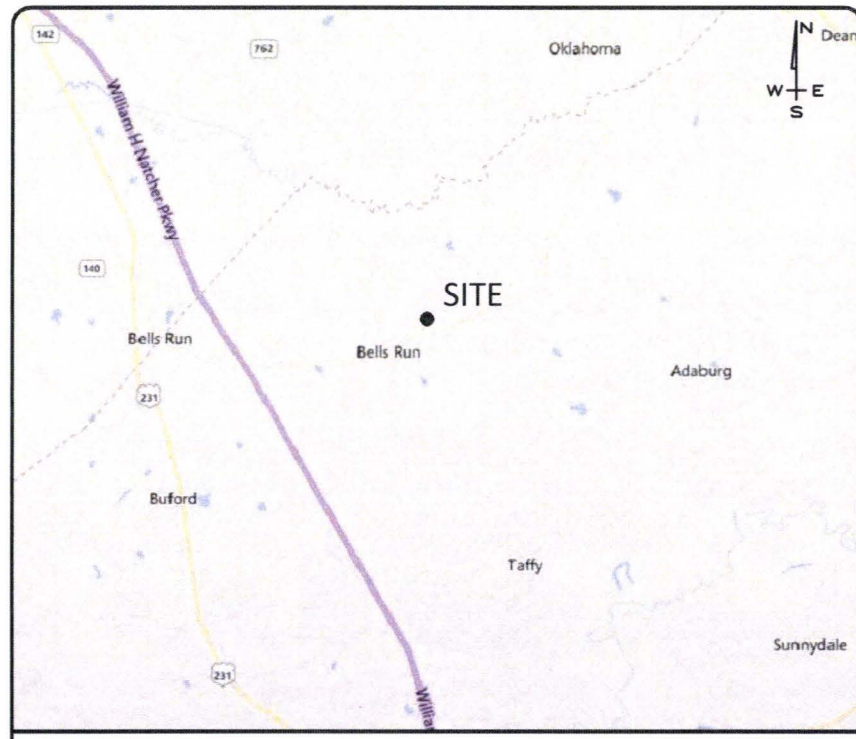 142
762
Oklahoma
N
Dean
W E
S
William H Natcher Pkwy
140
SITE
Bells Run
Bells Run
Adaburg
231
Buford
Taffy
Sunnydale
231
Willia